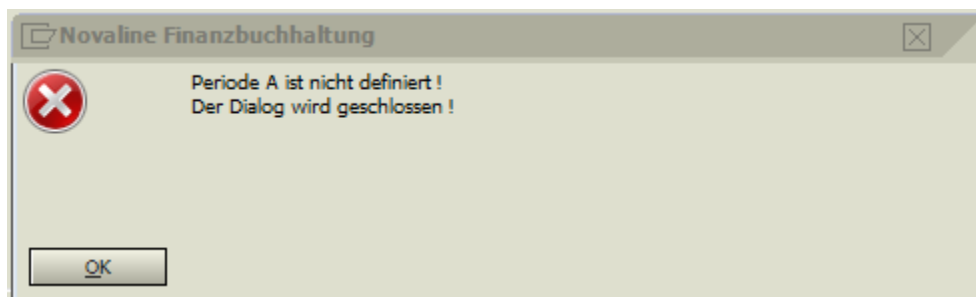 Novaline Finanzbuchhaltung
Periode A ist nicht definiert !
Der Dialog wird geschlossen !
OK